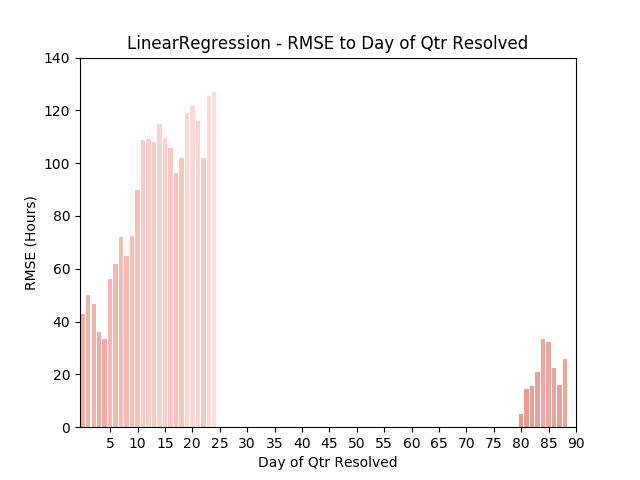 LinearRegression - RMSE to Day of Qtr Resolved
140
120
100
80
60
40
20
0
RMSE (Hours)
5 10 15 20 25 30 35 40 45 50 55 60 65 70 75 80 85 90
Day of Qtr Resolved